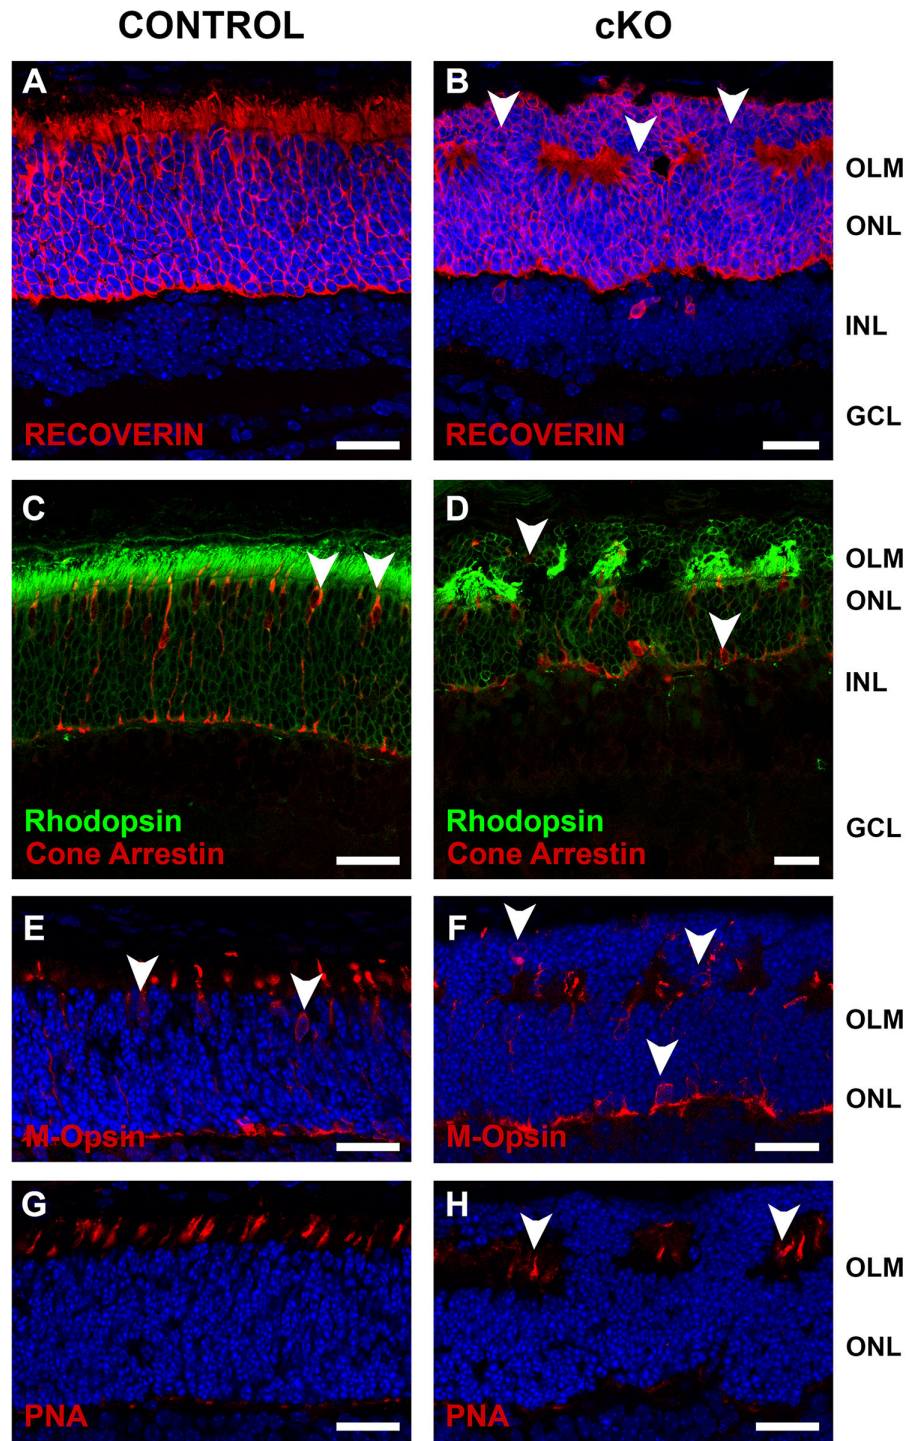 CONTROL
cKO
A
B
OLM
ONL
INL
GCL
RECOVERIN
RECOVERIN
C
D
OLM
ONL
INL
GCL
Rhodopsin
Cone Arrestin
Rhodopsin
Cone Arrestin
E
F
OLM
ONL
M-Opsin
M-Opsin
G
H
OLM
ONL
PNA
PNA